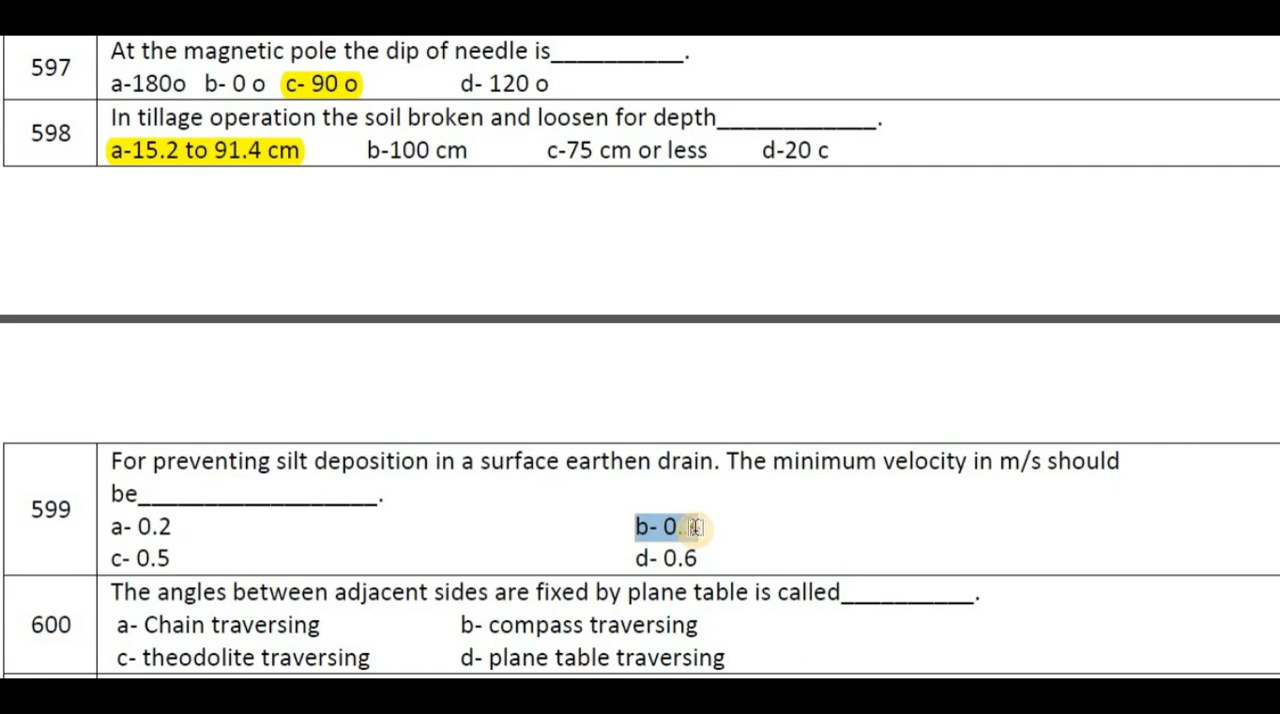 597
At the magnetic pole the dip of needle is__________.
a-180o b- 0 o c- 90 o d- 120 o
598
In tillage operation the soil broken and loosen for depth____________.
a-15.2 to 91.4 cm b-100 cm c-75 cm or less d-20 c
599
For preventing silt deposition in a surface earthen drain. The minimum velocity in m/s should
be__________________.
a- 0.2 b- 0.
c- 0.5 d- 0.6
600
The angles between adjacent sides are fixed by plane table is called__________.
a- Chain traversing b- compass traversing
c- theodolite traversing d- plane table traversing